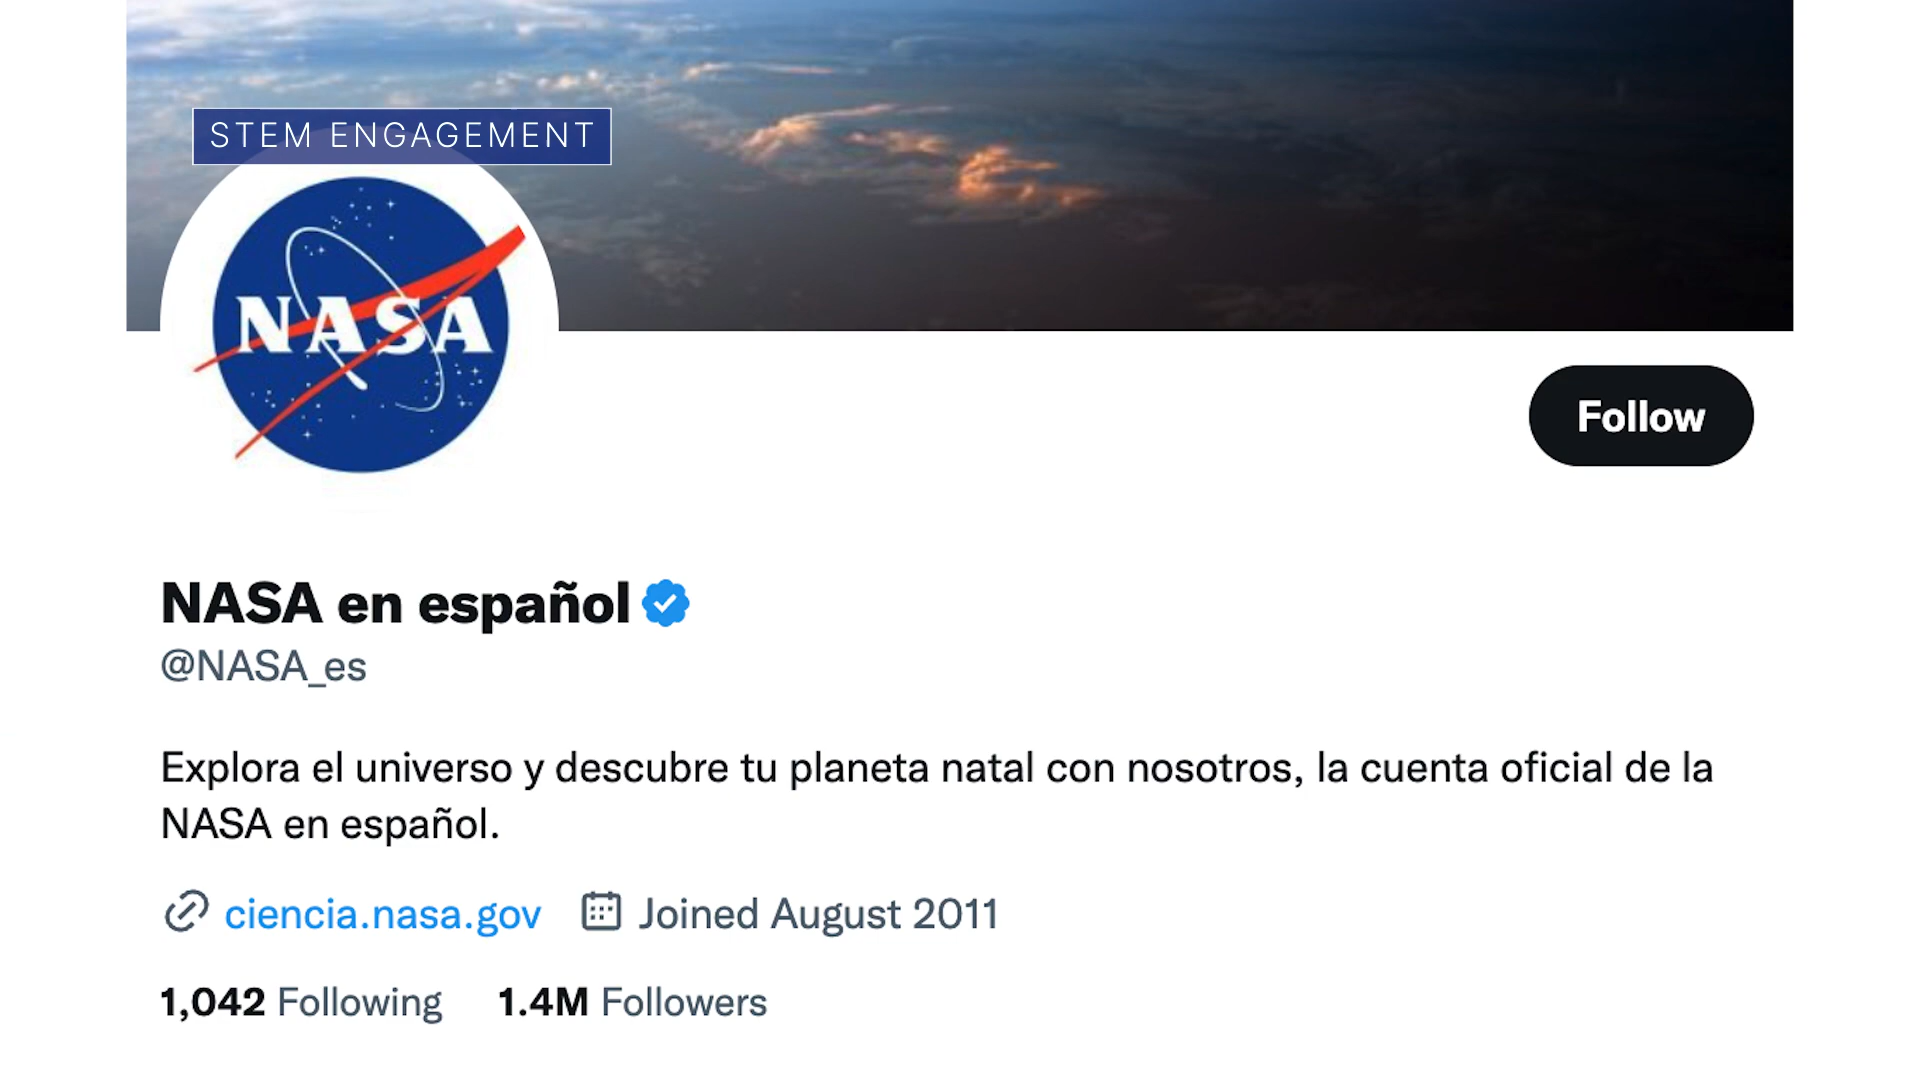 STEM ENGAGEMENT
NASA
Follow
NASA en español
@NASA_es
Explora el universo y descubre tu planeta natal con nosotros, la cuenta oficial de la
NASA en español.
ciencia.nasa.gov Joined August 2011
1,042 Following 1.4M Followers